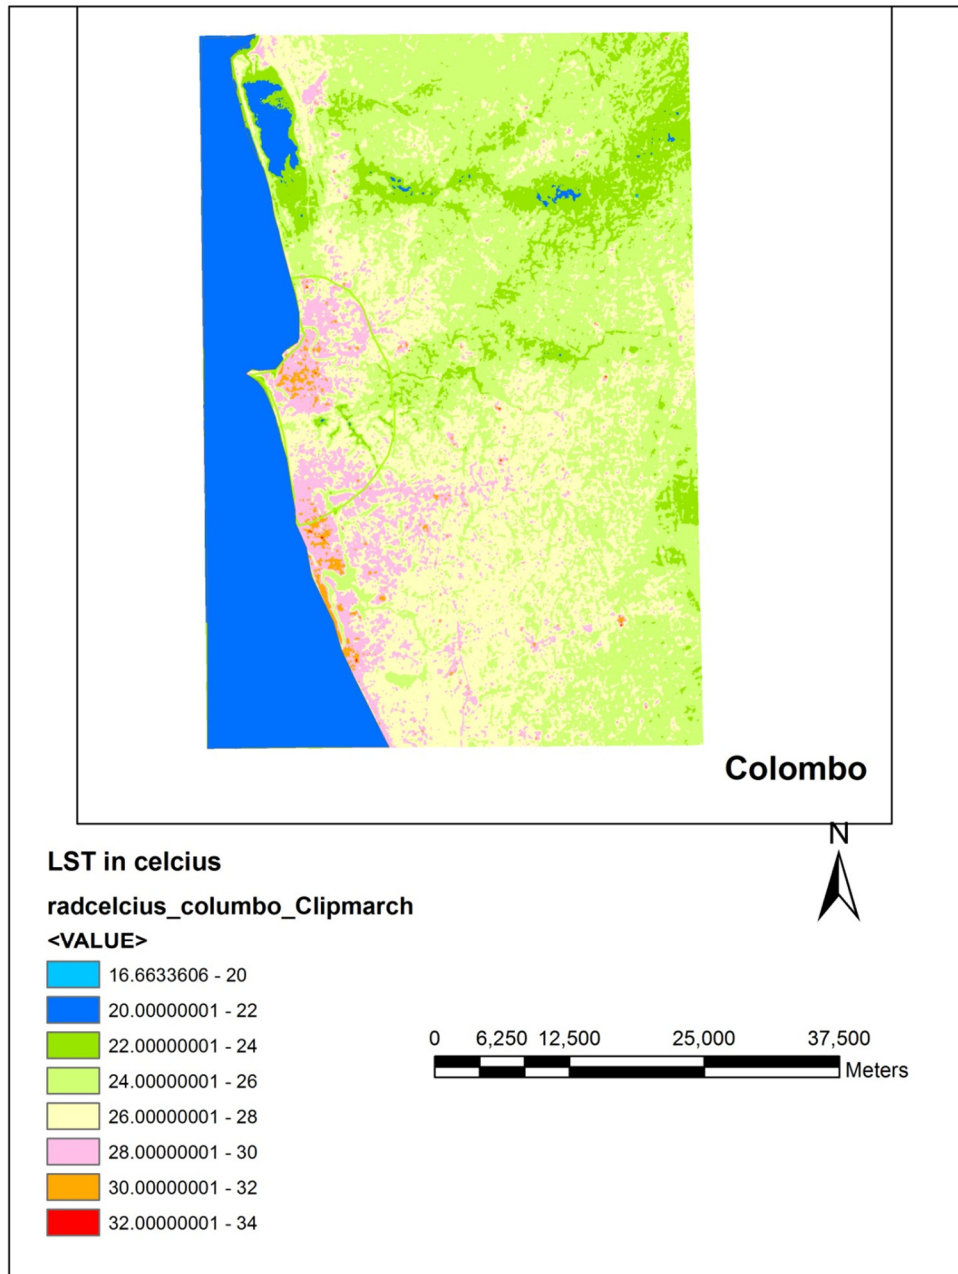 Colombo
N
LST in celcius
radcelcius_columbo_Clipmarch
<VALUE>
16.6633606 - 20
20.00000001 - 22
22.00000001 - 24
24.00000001 - 26
26.00000001 - 28
28.00000001 - 30
30.00000001 - 32
32.00000001 - 34
0 6,250 12,500 25,000 37,500
Meters